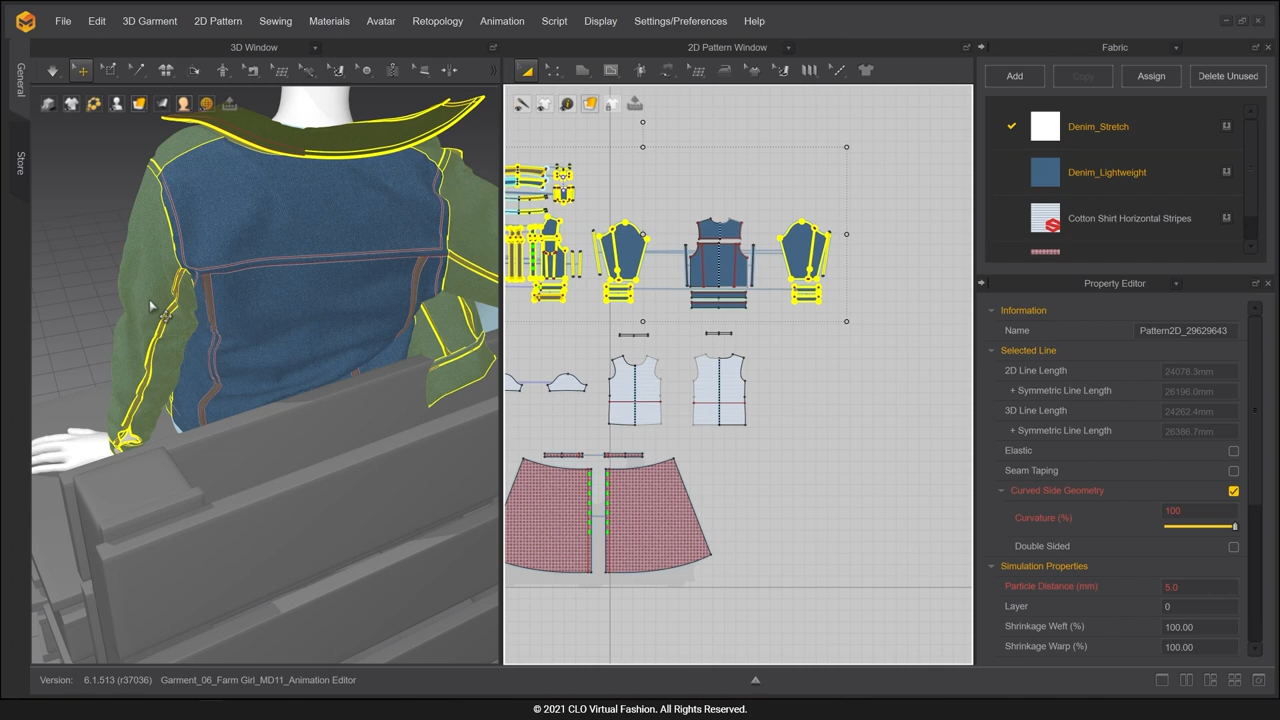 File Edit 3D Garment 2D Pattern Sewing Materials Avatar Retopology Animation Script Display Settings/Preferences Help
General
Store
3D Window
2D Pattern Window
Fabric
Add Copy Assign Delete Unused
Denim_Stretch
Denim_Lightweight
Cotton Shirt Horizontal Stripes
Property Editor
Information
Name Pattern2D_29629643
Selected Line
2D Line Length 24078.3mm
+ Symmetric Line Length 26196.0mm
3D Line Length 24262.4mm
+ Symmetric Line Length 26386.7mm
Elastic
Seam Taping
Curved Side Geometry
Curvature (%) 100
Double Sided
Simulation Properties
Particle Distance (mm) 5.0
Layer 0
Shrinkage Weft (%) 100.00
Shrinkage Warp (%) 100.00
Version: 6.1.513 (r37036) Garment_06_Farm Girl_MD11_Animation Editor
© 2021 CLO Virtual Fashion. All Rights Reserved.